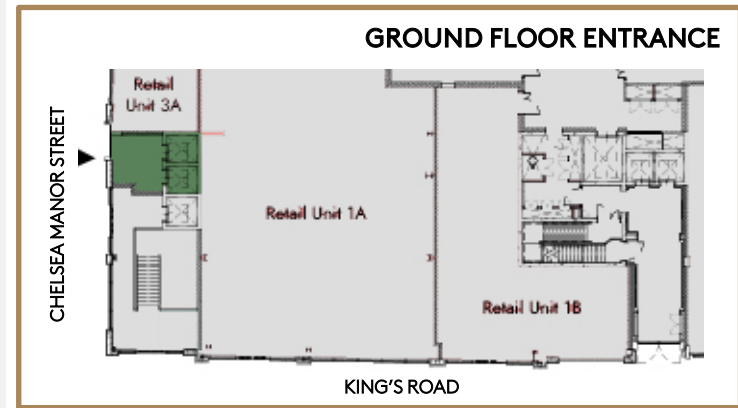 GROUND FLOOR ENTRANCE
Retail
Unit 3A
CHELSEA MANOR STREET
Retail Unit 1A
Retail Unit 1B
KING'S ROAD